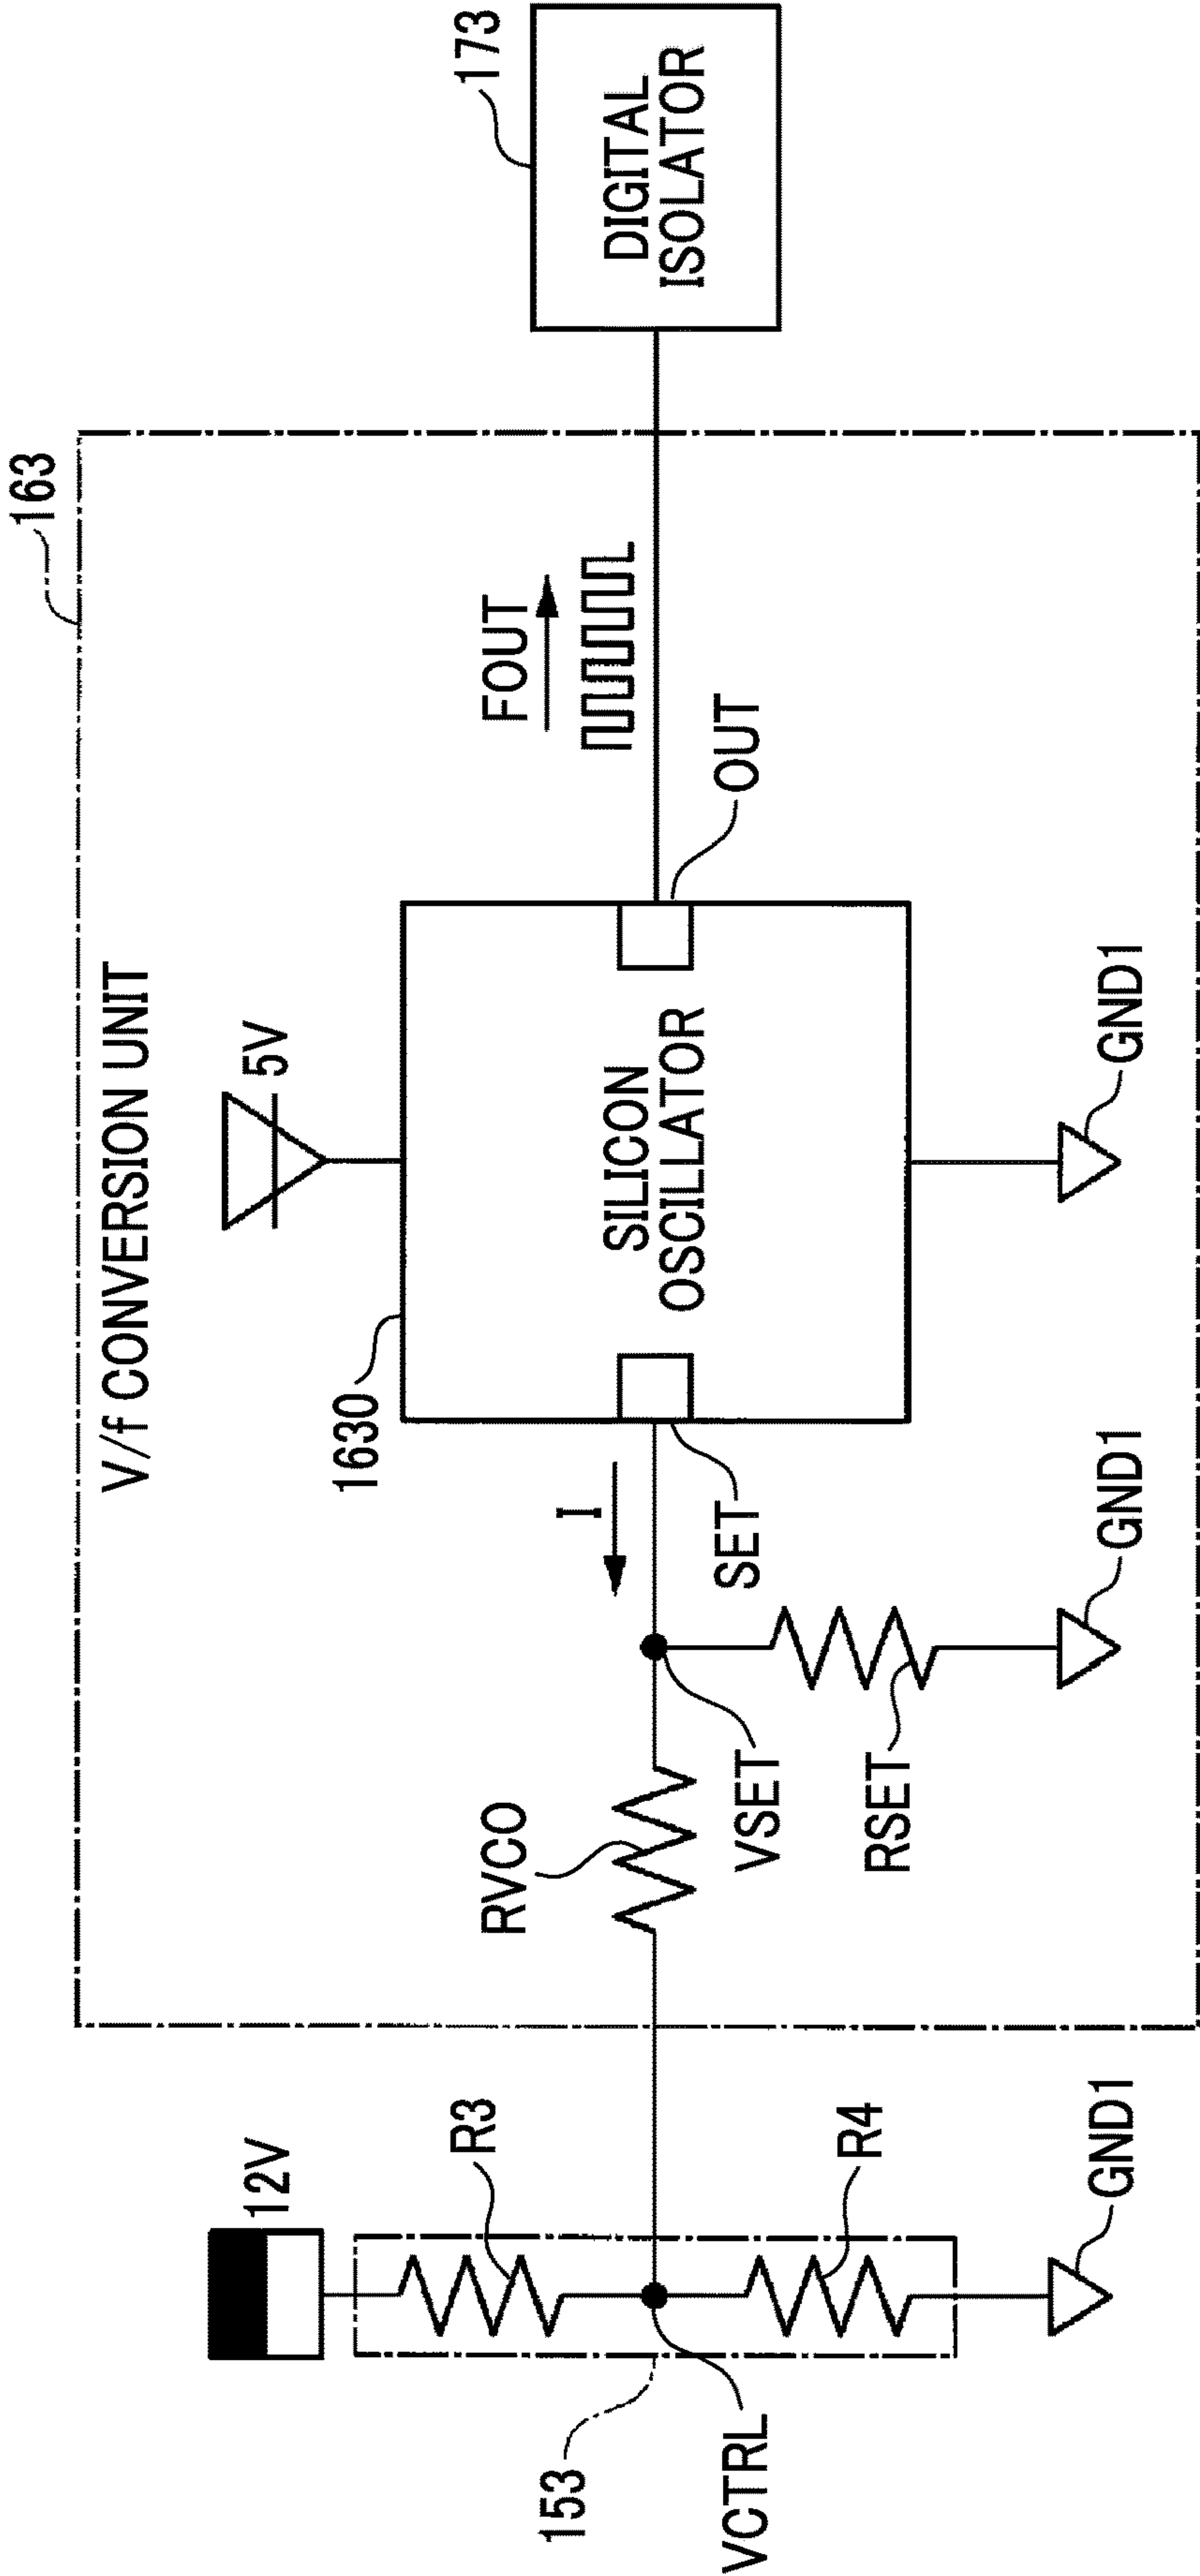 163
V/f CONVERSION UNIT
12V
5V
1630
173
R3
RVCO
I
FOUT
SILICON
OSCILLATOR
DIGITAL
ISOLATOR
153
VCTRL
R4
VSET
SET
OUT
RSET
GND1
GND1
GND1